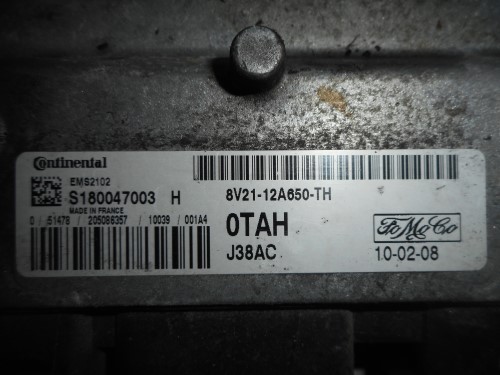 Continental
EMS2102
S180047003 H
MADE IN FRANCE
0 / 51478 / 205086357 / 10039 / 001A4
8V21-12A650-TH
0TAH
J38AC
FoMoCo
10-02-08